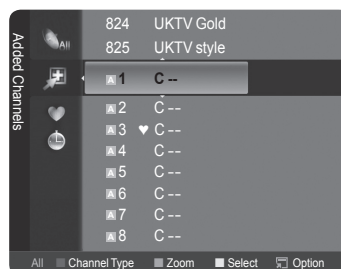 Added Channels
All
824 UKTV Gold
825 UKTV style
A 1 C --
A 2 C --
A 3 ♥ C --
A 4 C --
A 5 C --
A 6 C --
A 7 C --
A 8 C --
All Channel Type Zoom Select Option